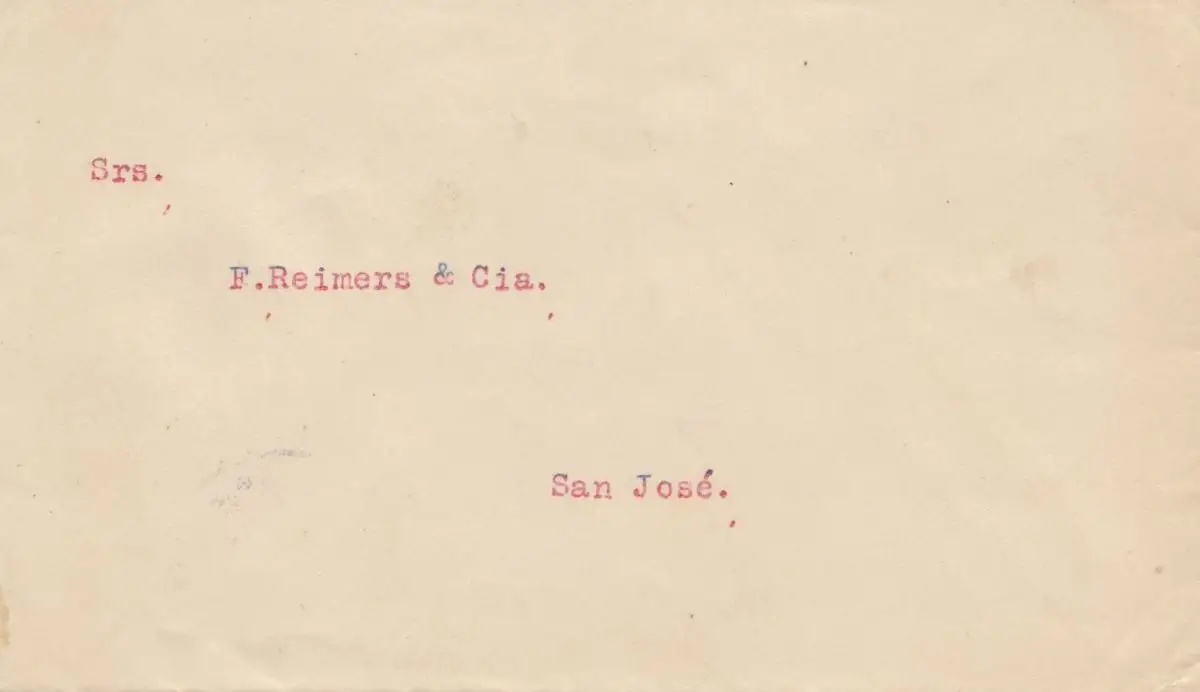 Srs.
F.Reimers & Cia.
San José.